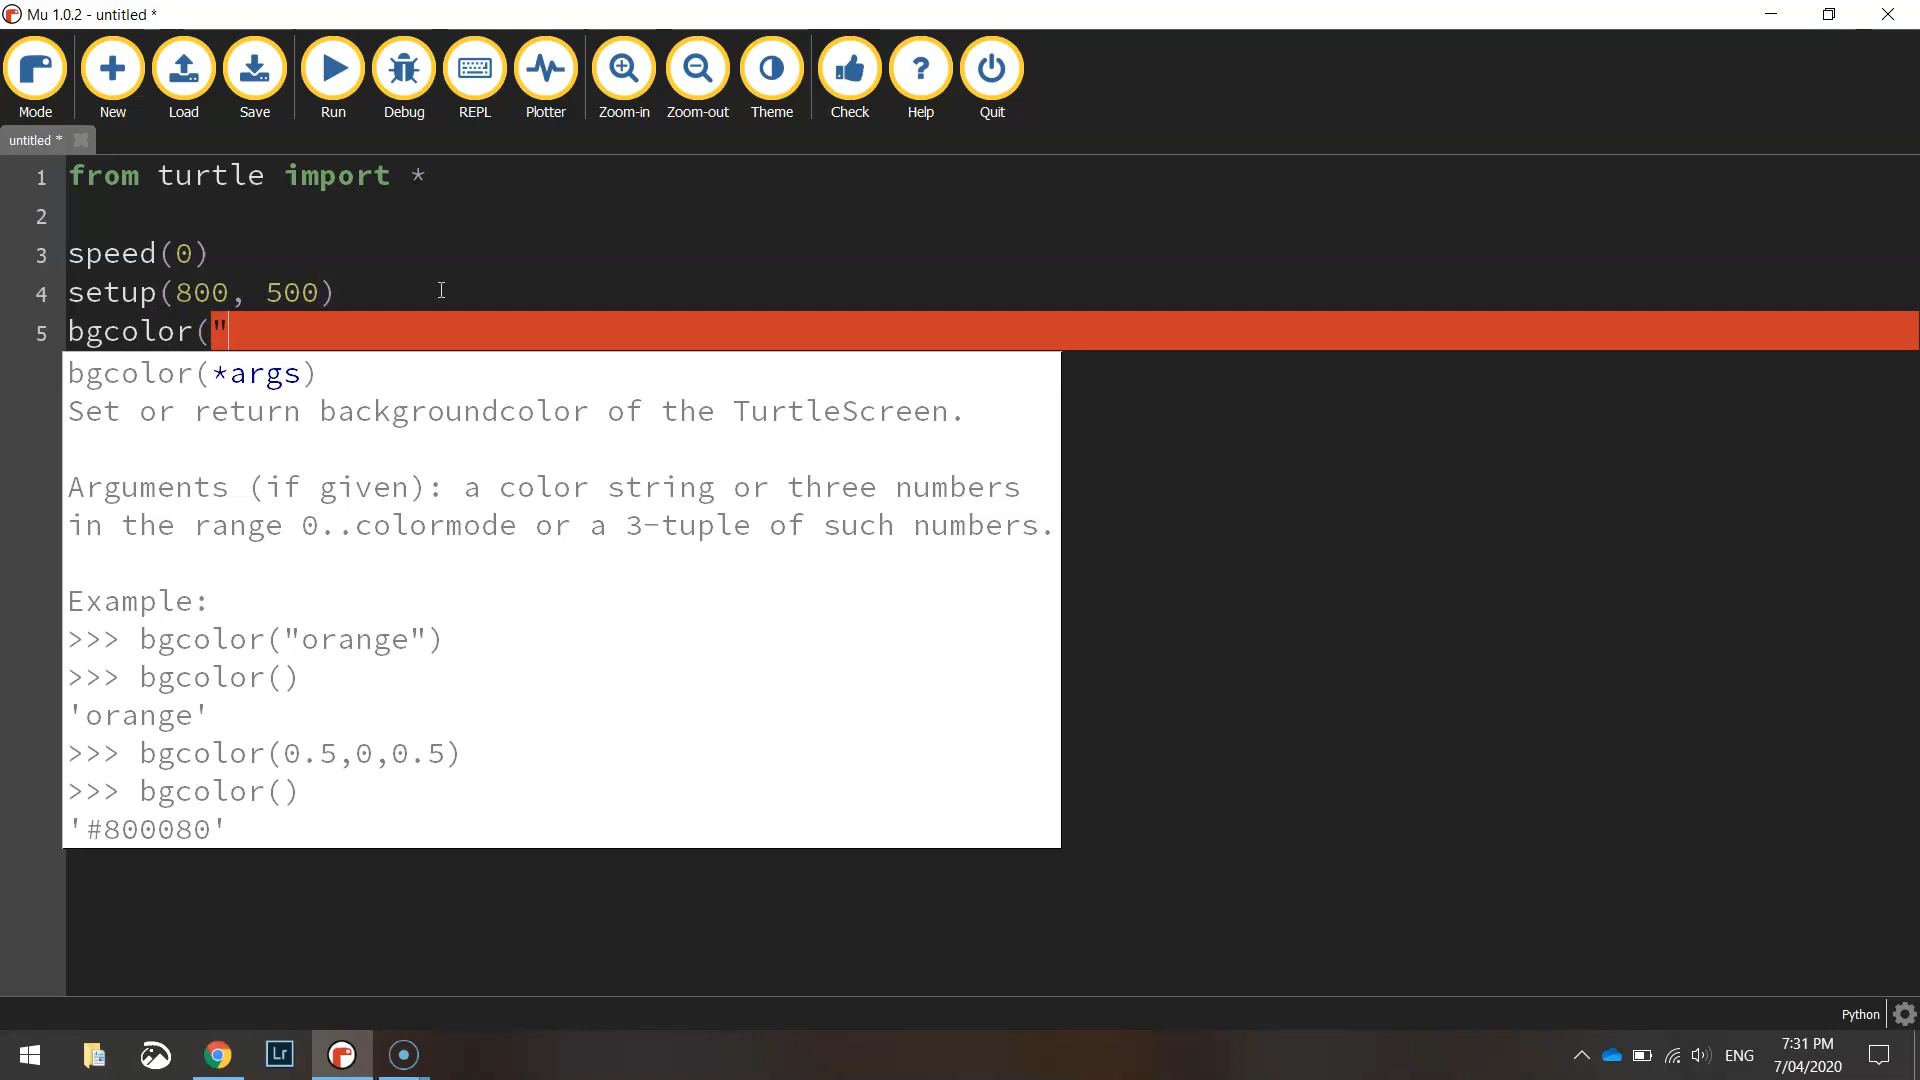 Mu 1.0.2 - untitled *
Mode New Load Save Run Debug REPL Plotter Zoom-in Zoom-out Theme Check Help Quit
untitled *
1 from turtle import *
2
3 speed(0)
4 setup(800, 500)
5 bgcolor("
bgcolor(*args)
Set or return backgroundcolor of the TurtleScreen.
Arguments (if given): a color string or three numbers
in the range 0..colormode or a 3-tuple of such numbers.
Example:
>>> bgcolor("orange")
>>> bgcolor()
'orange'
>>> bgcolor(0.5,0,0.5)
>>> bgcolor()
'#800080'
Python
Lr
ENG
7:31 PM
7/04/2020